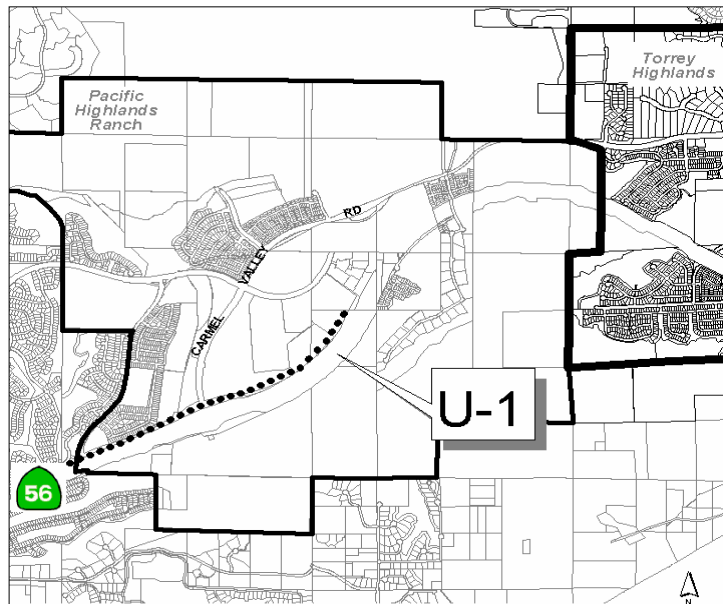 Pacific
Highlands
Ranch
Torrey
Highlands
CARMEL VALLEY RD
U-1
56
N